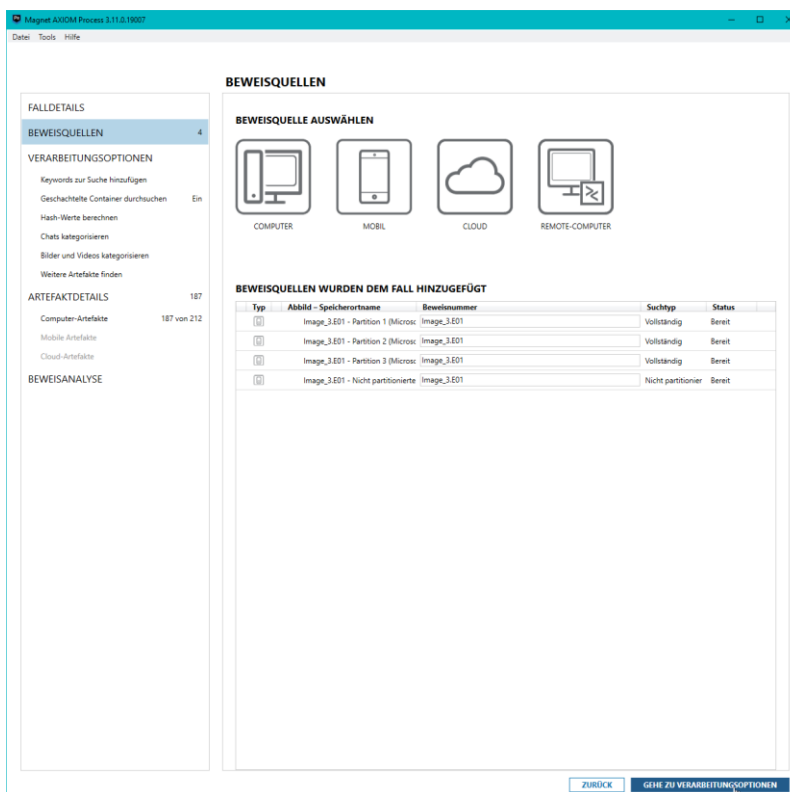 Magnet AXIOM Process 3.11.0.19007
Datei Tools Hilfe
BEWEISQUELLEN
FALLDETAILS
BEWEISQUELLEN 4
VERARBEITUNGSOPTIONEN
Keywords zur Suche hinzufügen
Geschachtelte Container durchsuchen Ein
Hash-Werte berechnen
Chats kategorisieren
Bilder und Videos kategorisieren
Weitere Artefakte finden
ARTEFAKTDETAILS 187
Computer-Artefakte 187 von 212
Mobile Artefakte
Cloud-Artefakte
BEWEISANALYSE
BEWEISQUELLE AUSWÄHLEN
COMPUTER MOBIL CLOUD REMOTE-COMPUTER
BEWEISQUELLEN WURDEN DEM FALL HINZUGEFÜGT
Typ Abbild – Speicherortname Beweisnummer Suchtyp Status
Image_3.E01 - Partition 1 (Microsc Image_3.E01 Vollständig Bereit
Image_3.E01 - Partition 2 (Microsc Image_3.E01 Vollständig Bereit
Image_3.E01 - Partition 3 (Microsc Image_3.E01 Vollständig Bereit
Image_3.E01 - Nicht partitionierte Image_3.E01 Nicht partitionier Bereit
ZURÜCK GEHE ZU VERARBEITUNGSOPTIONEN